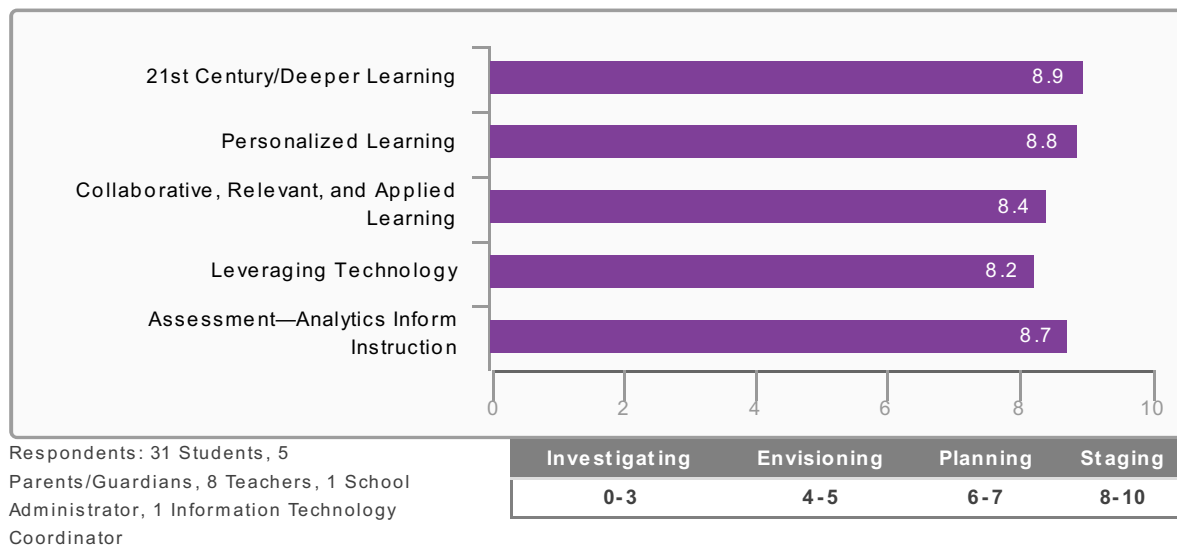 21st Century/Deeper Learning
8.9
Personalized Learning
8.8
Collaborative, Relevant, and Applied
Learning
8.4
Leveraging Technology
8.2
Assessment—Analytics Inform
Instruction
8.7
0 2 4 6 8 10
Respondents: 31 Students, 5
Parents/Guardians, 8 Teachers, 1 School
Administrator, 1 Information Technology
Coordinator
Investigating Envisioning Planning Staging
0-3 4-5 6-7 8-10